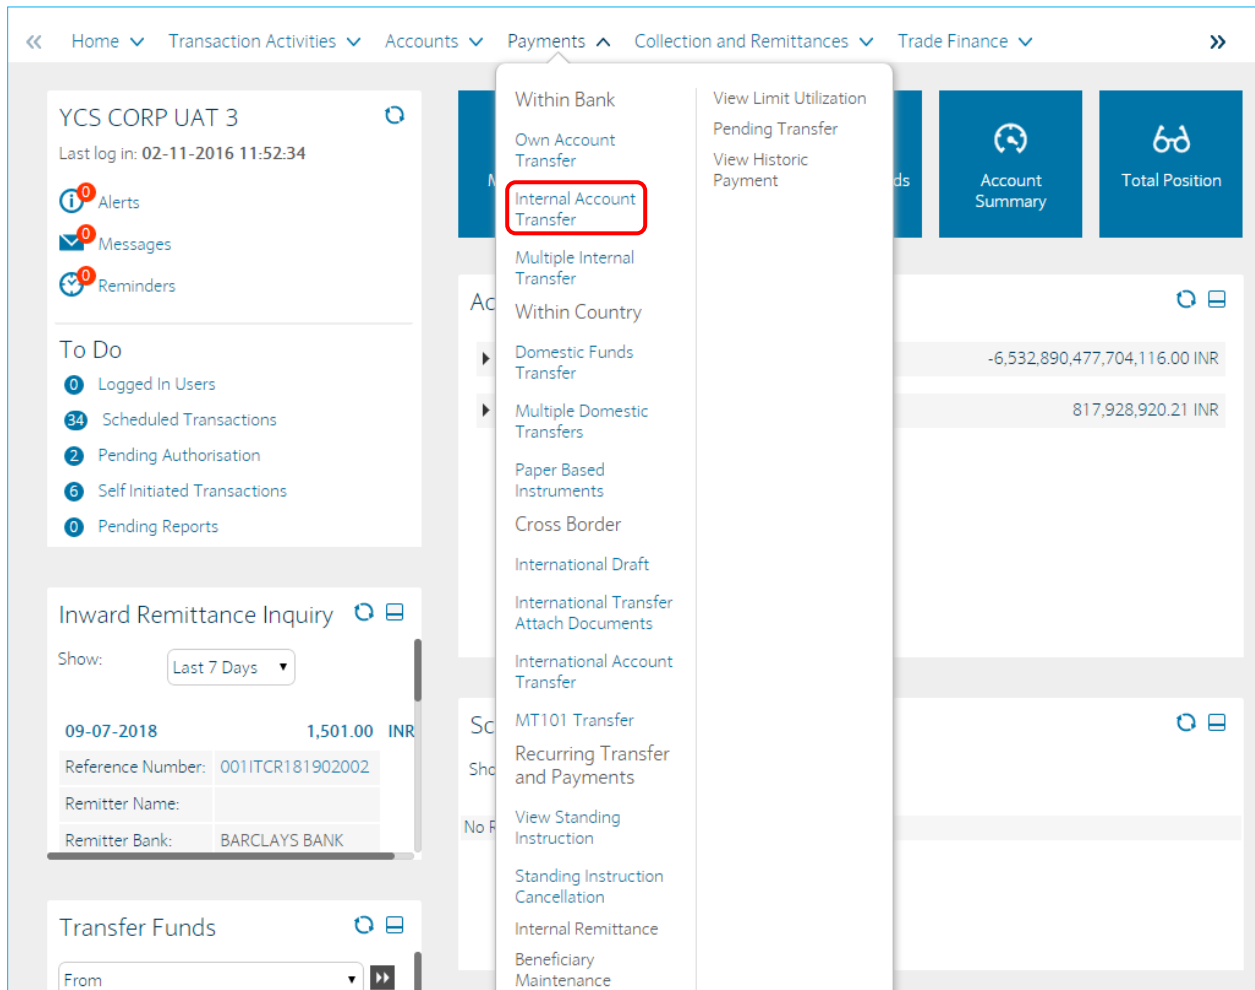 Home
Transaction Activities
Accounts
Payments
Collection and Remittances
Trade Finance
YCS CORP UAT 3
Last log in: 02-11-2016 11:52:34
0
Alerts
0
Messages
0
Reminders
To Do
0 Logged In Users
34 Scheduled Transactions
2 Pending Authorisation
6 Self Initiated Transactions
0 Pending Reports
Inward Remittance Inquiry
Show:
Last 7 Days
09-07-2018 1,501.00 INR
Reference Number: 001ITCR181902002
Remitter Name:
Remitter Bank: BARCLAYS BANK
Transfer Funds
From
Within Bank
Own Account
Transfer
Internal Account
Transfer
Multiple Internal
Transfer
Within Country
Domestic Funds
Transfer
Multiple Domestic
Transfers
Paper Based
Instruments
Cross Border
International Draft
International Transfer
Attach Documents
International Account
Transfer
MT101 Transfer
Recurring Transfer
and Payments
View Standing
Instruction
Standing Instruction
Cancellation
Internal Remittance
Beneficiary
Maintenance
View Limit Utilization
Pending Transfer
View Historic
Payment
Account
Summary
Total Position
-6,532,890,477,704,116.00 INR
817,928,920.21 INR